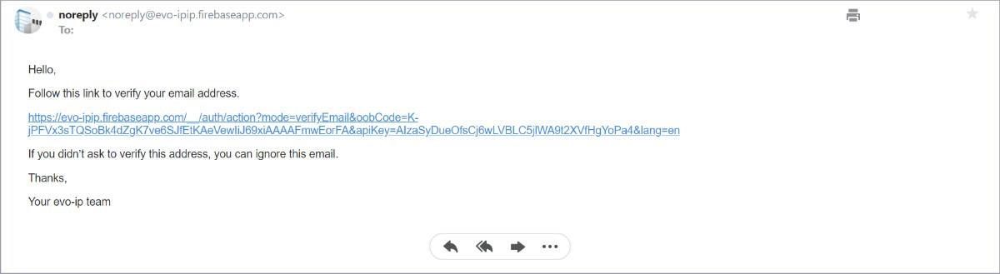 noreply <noreply@evo-ipip.firebaseapp.com>
To:
Hello,
Follow this link to verify your email address.
https://evo-ipip.firebaseapp.com/__/auth/action?mode=verifyEmail&oobCode=K-
jPFVx3sTQSoBk4dZgK7ve6SJfEtKAeVewIiJ69xiAAAAFmwEorFA&apiKey=AIzaSyDueOfsCj6wLVBLC5jlWA9t2XVfHgYoPa4&lang=en
If you didn’t ask to verify this address, you can ignore this email.
Thanks,
Your evo-ip team